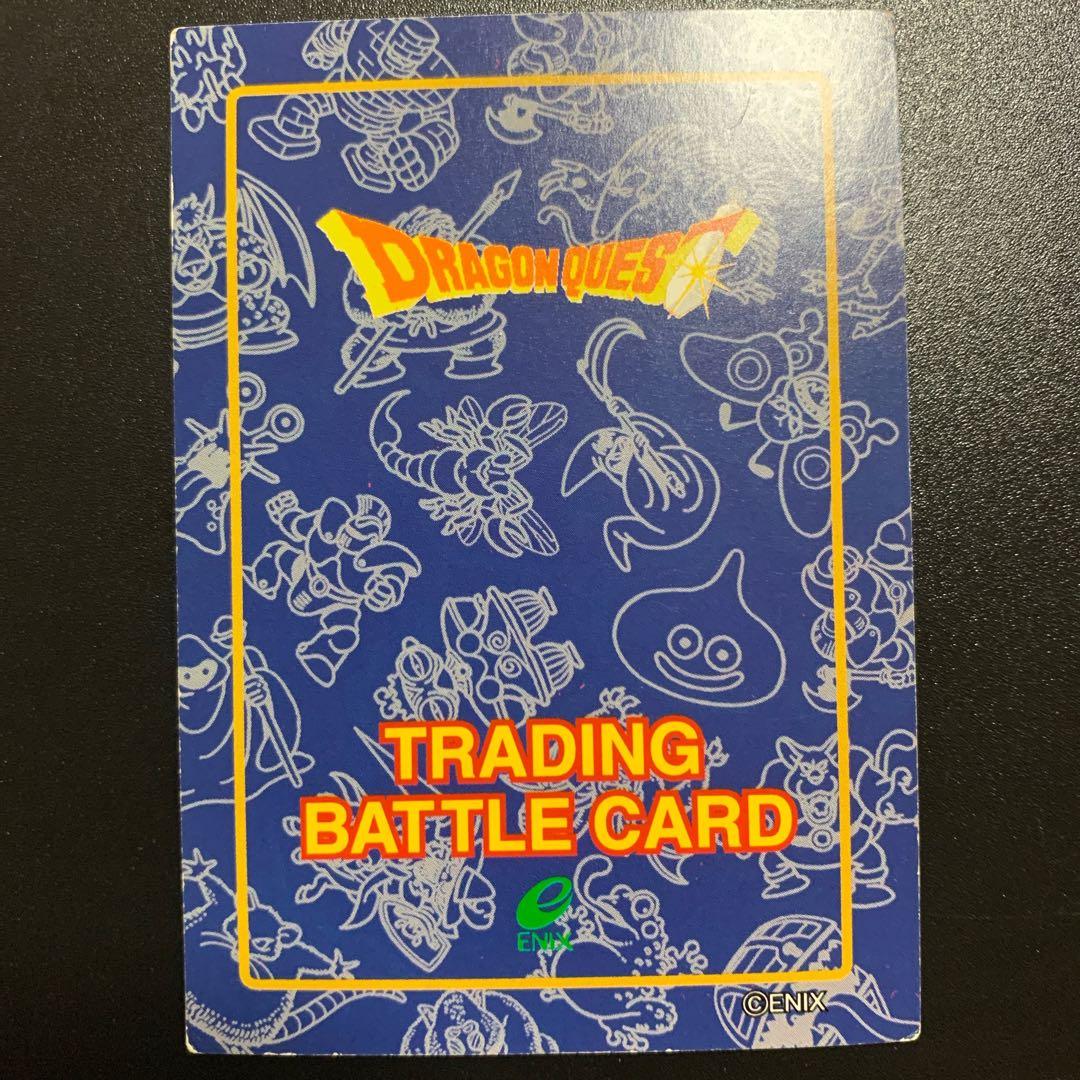 DRAGON QUEST
TRADING
BATTLE CARD
ENIX
©ENIX